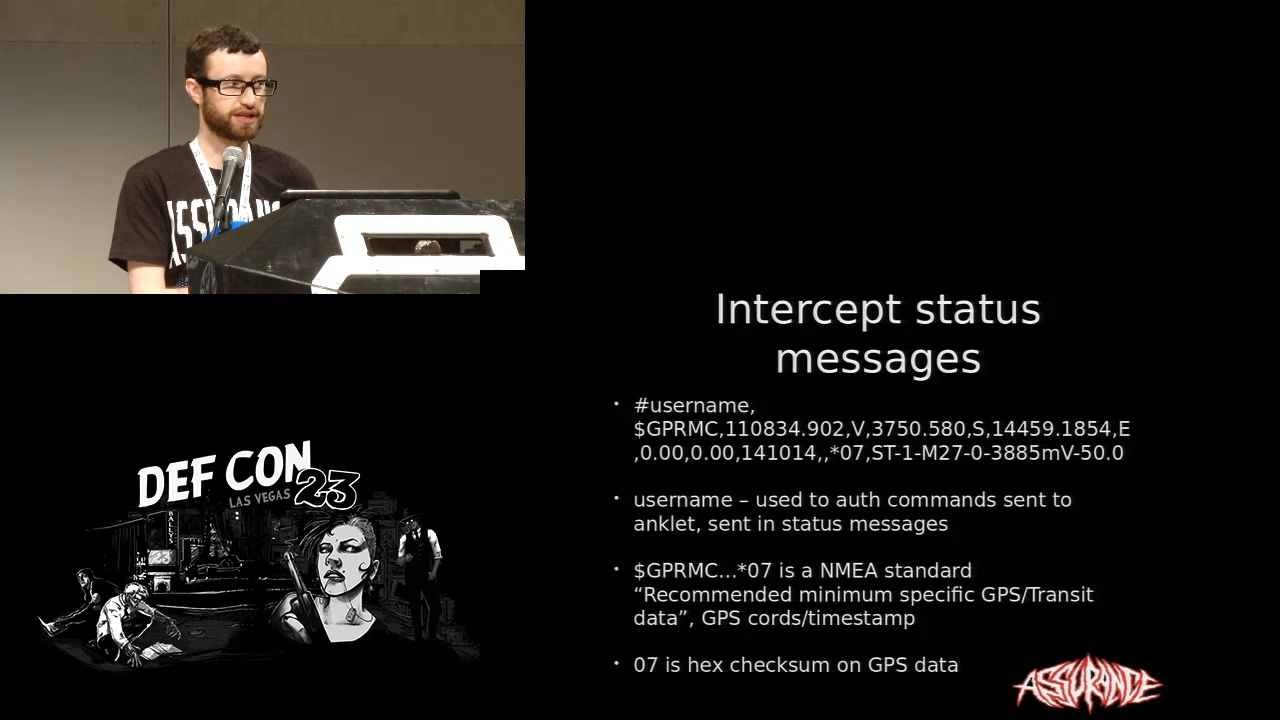 ASSURANC
Intercept status
messages
• #username,
$GPRMC,110834.902,V,3750.580,S,14459.1854,E
,0.00,0.00,141014,,*07,ST-1-M27-0-3885mV-50.0
• username – used to auth commands sent to
anklet, sent in status messages
• $GPRMC...*07 is a NMEA standard
“Recommended minimum specific GPS/Transit
data”, GPS cords/timestamp
• 07 is hex checksum on GPS data
ASSURANCE
DEF CON
LAS VEGAS 23
BALLYS
23